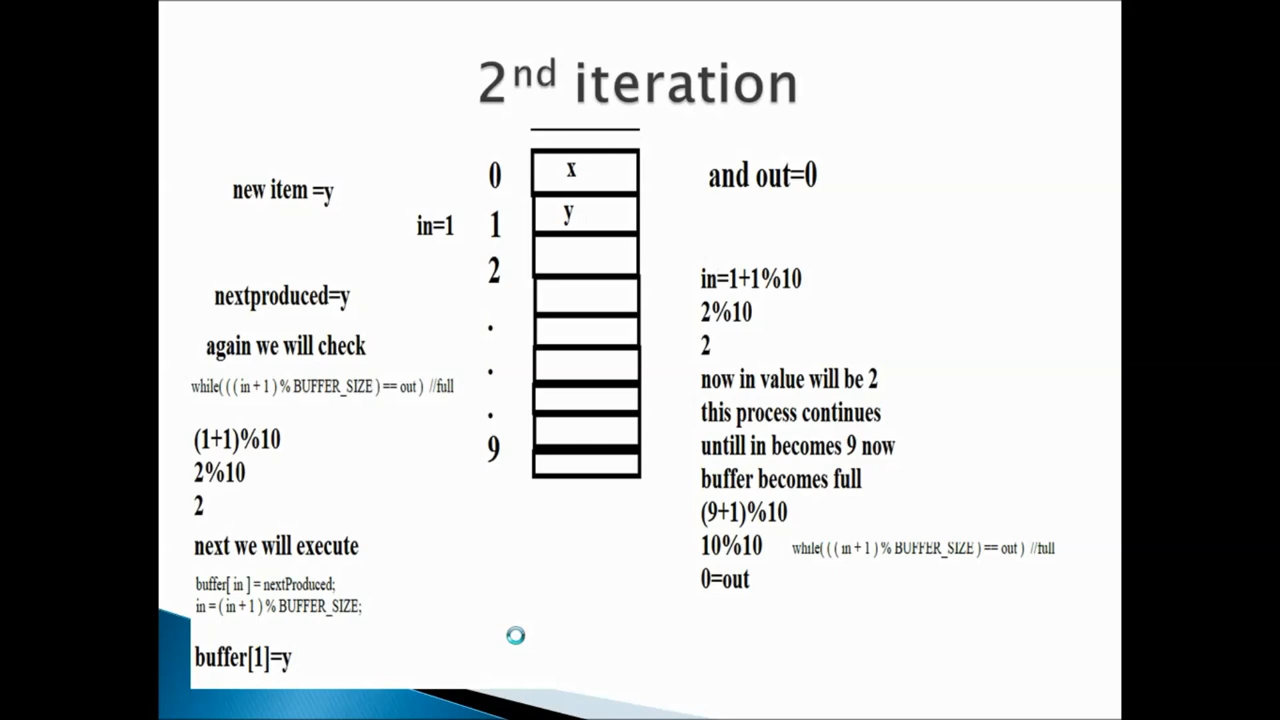 2nd iteration
new item =y
in=1
nextproduced=y
again we will check
while( ( ( in + 1 ) % BUFFER_SIZE ) == out ) //full
(1+1)%10
2%10
2
next we will execute
buffer[ in ] = nextProduced;
in = ( in + 1 ) % BUFFER_SIZE;
buffer[1]=y
0
1
2
.
.
.
9
x
y
and out=0
in=1+1%10
2%10
2
now in value will be 2
this process continues
untill in becomes 9 now
buffer becomes full
(9+1)%10
10%10 while( ( ( in + 1 ) % BUFFER_SIZE ) == out ) //full
0=out